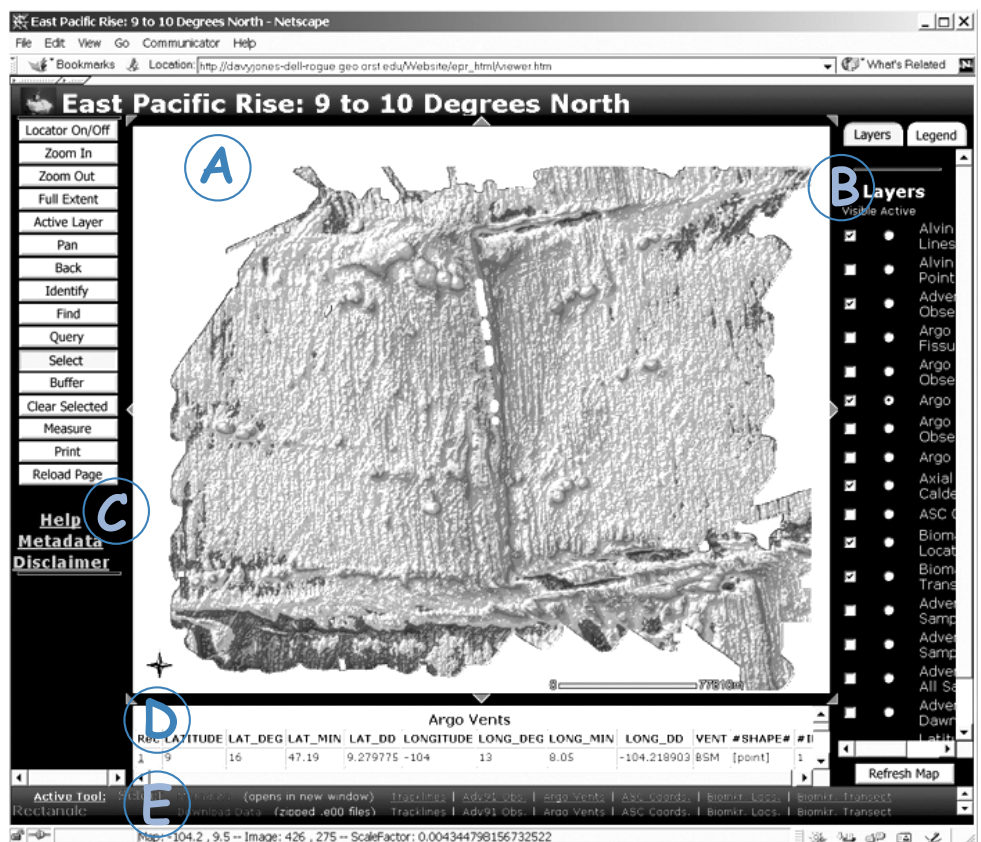 East Pacific Rise: 9 to 10 Degrees North - Netscape
File Edit View Go Communicator Help
Bookmarks Location: http://davyjones-dell-rogue.geo.orst.edu/Website/epr_html/viewer.htm What's Related N
East Pacific Rise: 9 to 10 Degrees North
Locator On/Off
Zoom In
Zoom Out
Full Extent
Active Layer
Pan
Back
Identify
Find
Query
Select
Buffer
Clear Selected
Measure
Print
Reload Page
Help
Metadata
Disclaimer
A
B
C
D
E
0 77810m
Layers Legend
Layers
Visible Active
Alvin
Lines
Alvin
Point
Adver
Obse
Argo
Fissu
Argo
Obse
Argo
Argo
Obse
Argo
Axial
Calde
ASC
Biom
Locat
Biom
Trans
Adver
Samp
Adver
Samp
Adver
All Sa
Adver
Dawn
Latit
Refresh Map
Argo Vents
Rec LATITUDE LAT_DEG LAT_MIN LAT_DD LONGITUDE LONG_DEG LONG_MIN LONG_DD VENT #SHAPE# #I
1 9 16 47.19 9.279775 -104 13 8.05 -104.218903 BSM [point] 1
Active Tool: (opens in new window) Tracklines | Adv91 Obs. | Argo Vents | ASC Coords. | Biomkr. Locs. | Biomkr. Transect
Rectangle Download Data (zipped .e00 files) Tracklines | Adv91 Obs. | Argo Vents | ASC Coords. | Biomkr. Locs. | Biomkr. Transect
Map: -104.2 , 9.5 -- Image: 426 , 275 -- ScaleFactor: 0.004344798156732522